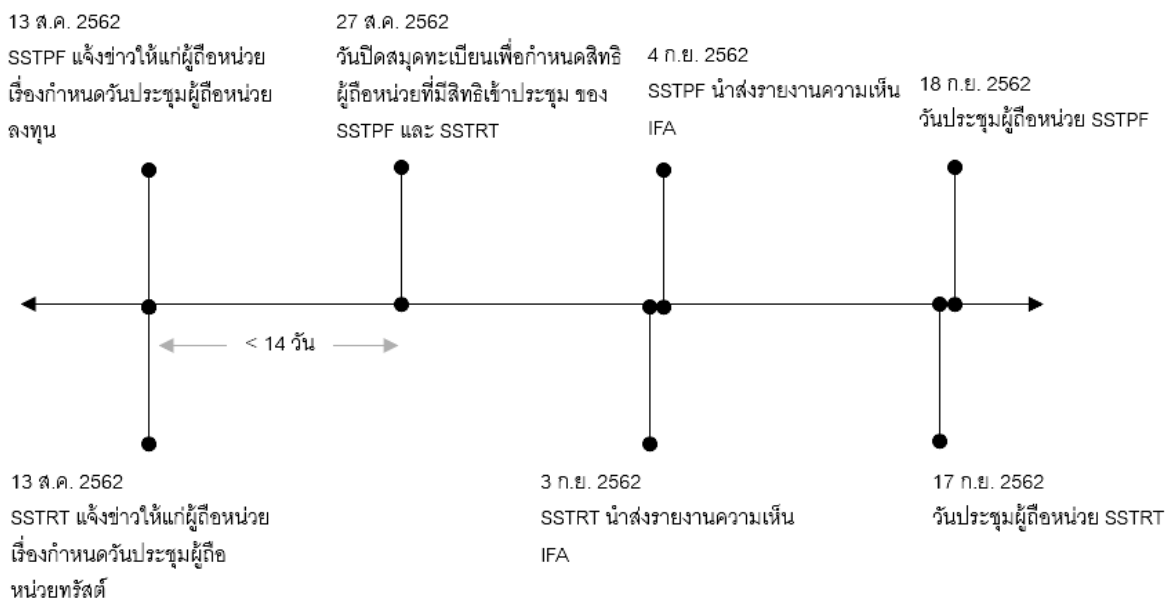 13 ส.ค. 2562
SSTPF แจ้งข่าวให้แก่ผู้ถือหน่วย
เรื่องกำหนดวันประชุมผู้ถือหน่วย
ลงทุน
27 ส.ค. 2562
วันปิดสมุดทะเบียนเพื่อกำหนดสิทธิ
ผู้ถือหน่วยที่มีสิทธิเข้าประชุม ของ
SSTPF และ SSTRT
4 ก.ย. 2562
SSTPF นำส่งรายงานความเห็น
IFA
18 ก.ย. 2562
วันประชุมผู้ถือหน่วย SSTPF
< 14 วัน
13 ส.ค. 2562
SSTRT แจ้งข่าวให้แก่ผู้ถือหน่วย
เรื่องกำหนดวันประชุมผู้ถือ
หน่วยทรัสต์
3 ก.ย. 2562
SSTRT นำส่งรายงานความเห็น
IFA
17 ก.ย. 2562
วันประชุมผู้ถือหน่วย SSTRT